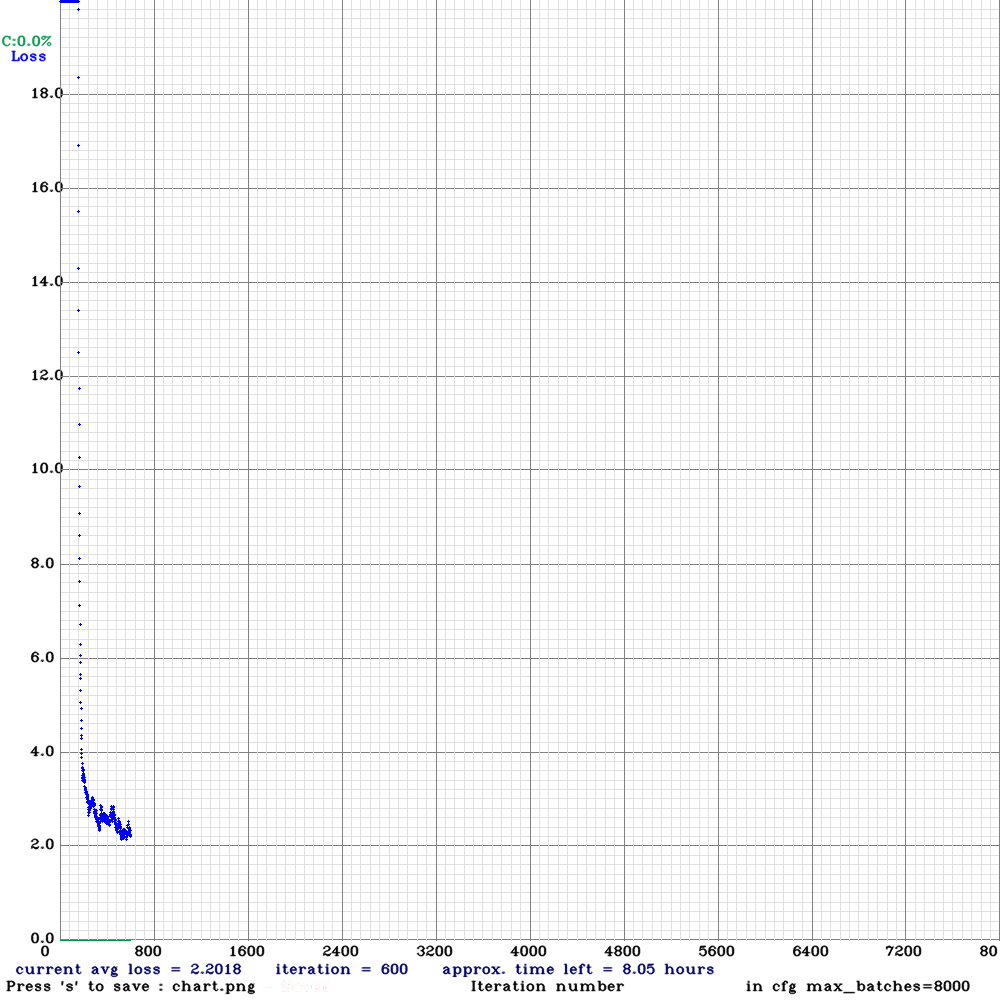 C:0.0%
Loss
18.0
16.0
14.0
12.0
10.0
8.0
6.0
4.0
2.0
0.0
0 800 1600 2400 3200 4000 4800 5600 6400 7200 80
current avg loss = 2.2018 iteration = 600 approx. time left = 8.05 hours
Press 's' to save : chart.png Iteration number in cfg max_batches=8000